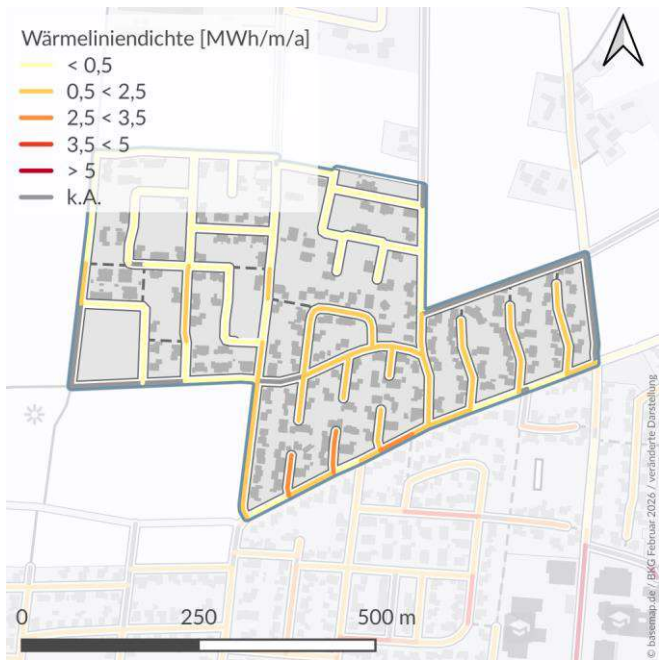 Wärmeliniendichte [MWh/m/a]
< 0,5
0,5 < 2,5
2,5 < 3,5
3,5 < 5
> 5
k.A.
0 250 500 m
© basemap.de / BKG Februar 2026 / veränderte Darstellung